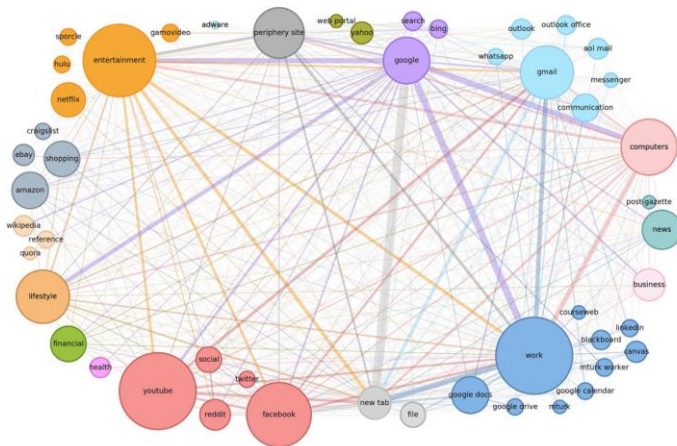 adware
web portal
search
sporcle
gamovideo
yahoo
bing
outlook
outlook office
periphery site
entertainment
google
whatsapp
aol mail
hulu
gmail
messenger
netflix
communication
craigslist
computers
ebay
shopping
amazon
post-gazette
wikipedia
news
reference
quora
business
lifestyle
courseweb
linkedin
financial
blackboard
social
work
canvas
health
mturk worker
twitter
youtube
google docs
google calendar
new tab
google drive
mturk
reddit
facebook
file